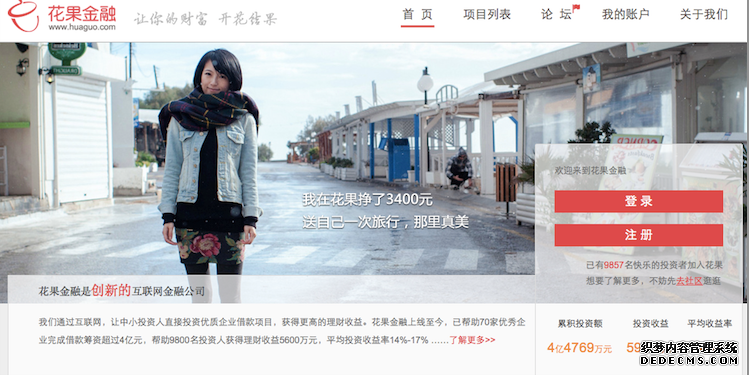 花果金融
www.huaguo.com
让你的财富 开花结果
首 页
项目列表
论 坛
我的账户
关于我们
我在花果挣了3400元
送自己一次旅行，那里真美
欢迎来到花果金融
登 录
注 册
已有9857名快乐的投资者加入花果
想要了解更多，不妨先去社区逛逛
花果金融是创新的互联网金融公司
我们通过互联网，让中小投资人直接投资优质企业借款项目，获得更高的理财收益。花果金融上线至今，已帮助70家优秀企
业完成借款筹资超过4亿元，帮助9800名投资人获得理财收益5600万元，平均投资收益率14%-17% ……了解更多>>
累积投资额
投资收益
平均收益率
4亿4769万元
59
织梦内容管理系统
DEDECMS.COM